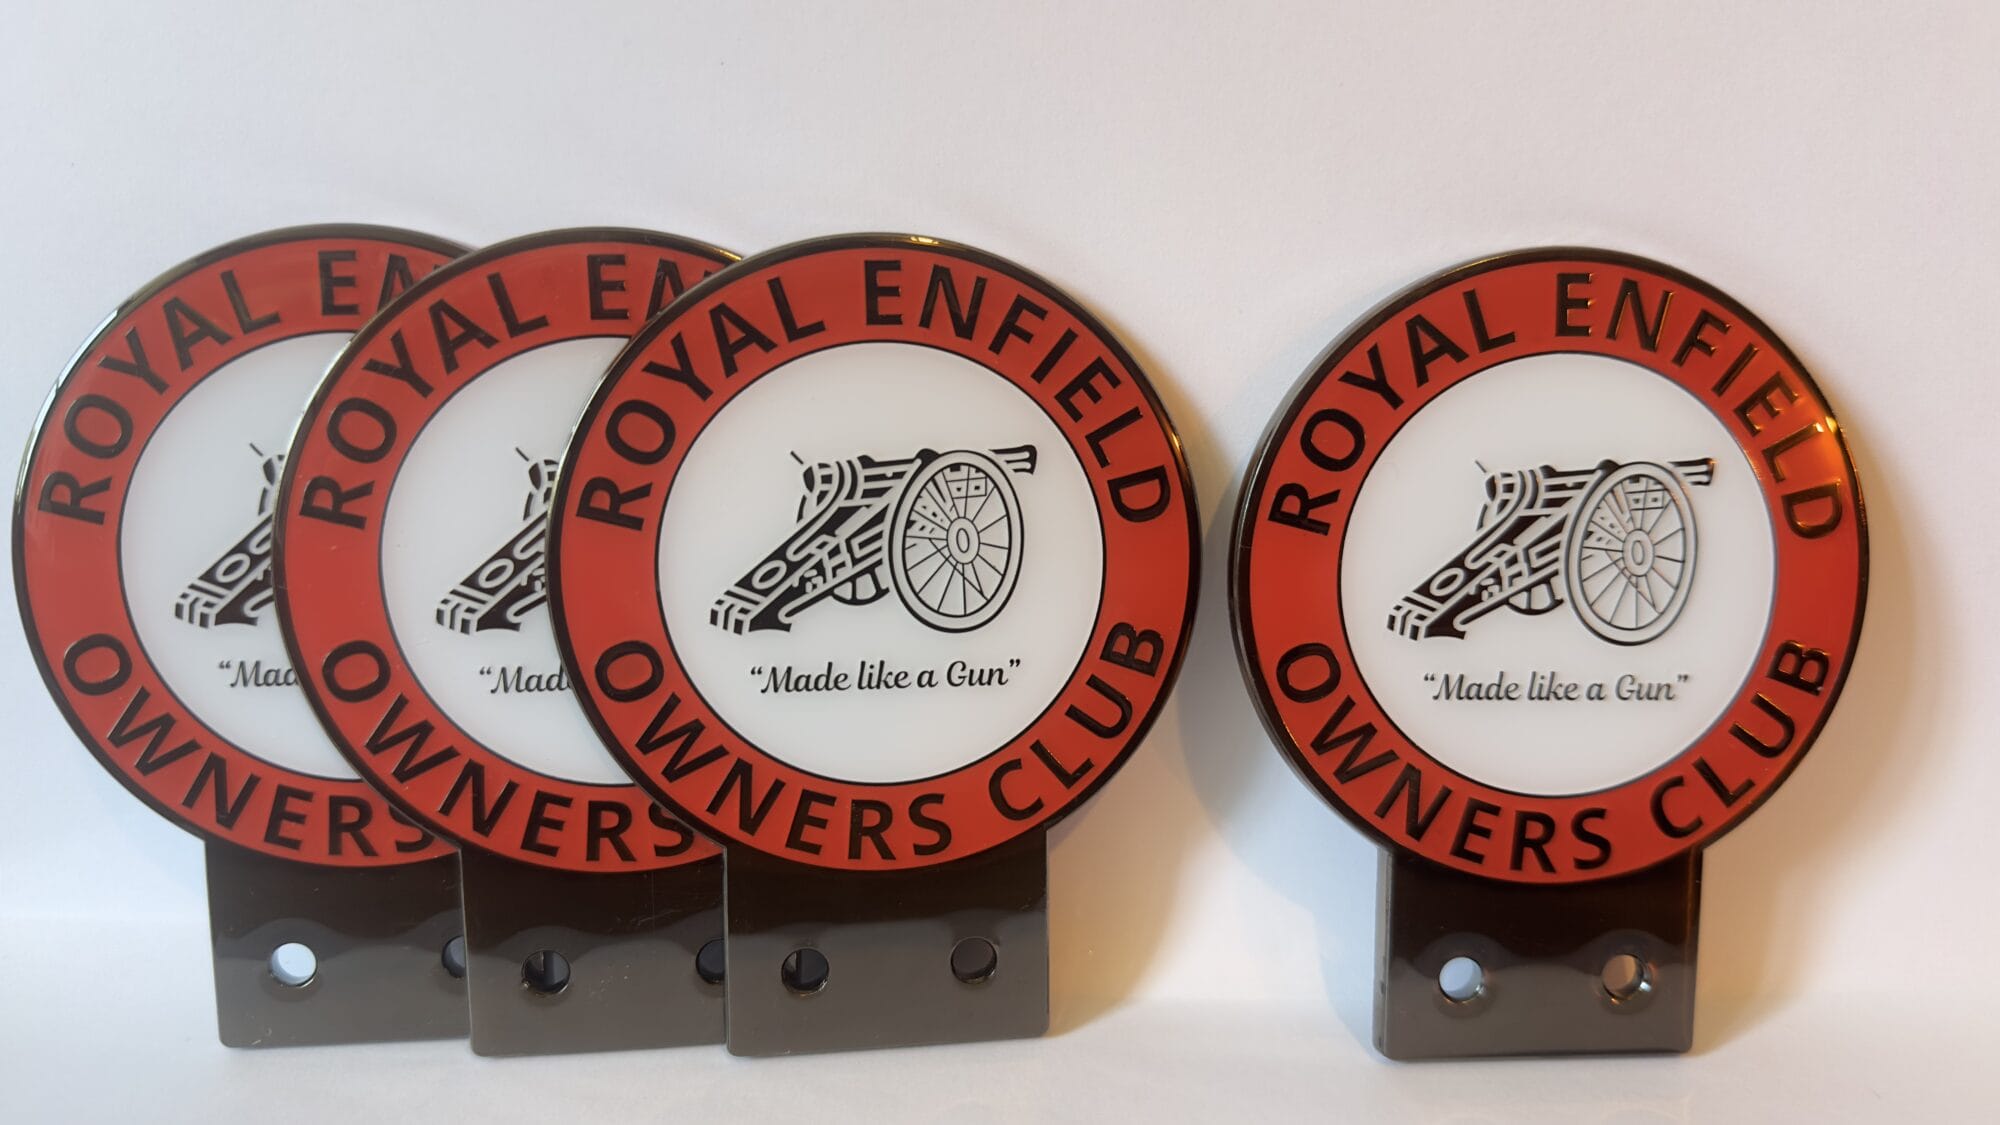 ROYAL EN
OWNERS
“Mad
ROYAL EN
OWNERS
“Mad
ROYAL ENFIELD
OWNERS CLUB
“Made like a Gun”
ROYAL ENFIELD
OWNERS CLUB
“Made like a Gun”